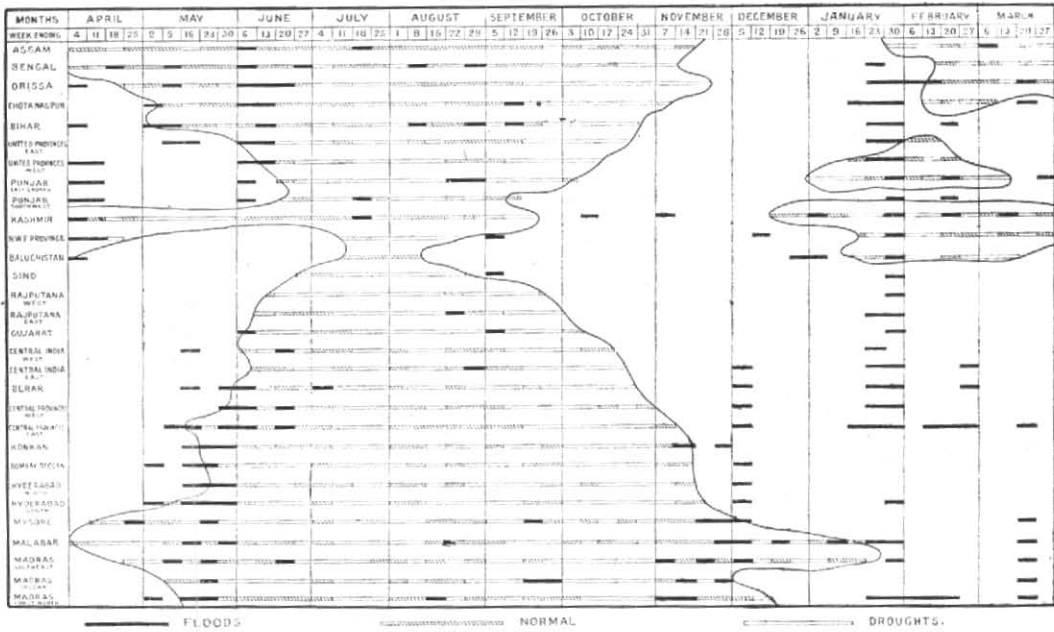 MONTHS APRIL MAY JUNE JULY AUGUST SEPTEMBER OCTOBER NOVEMBER DECEMBER JANUARY FEBRUARY MARCH
WEEK ENDING 4 11 18 25 2 9 16 23 30 6 13 20 27 4 11 18 25 1 8 15 22 29 5 12 19 26 3 10 17 24 31 7 14 21 28 5 12 19 26 2 9 16 23 30 6 13 20 27 6 13 20 27
ASSAM
BENGAL
ORISSA
CHOTA NAGPUR
BIHAR
UNITED PROVINCES
EAST
UNITED PROVINCES
WEST
PUNJAB
PUNJAB
KASHMIR
N.W.F. PROVINCE
BALUCHISTAN
SIND
RAJPUTANA
WEST
RAJPUTANA
EAST
GUJARAT
CENTRAL INDIA
WEST
CENTRAL INDIA
EAST
BERAR
CENTRAL PROVINCES
WEST
CENTRAL PROVINCES
EAST
KONKAN
BOMBAY DECCAN
HYDERABAD
NORTH
HYDERABAD
SOUTH
MYSORE
MALABAR
MADRAS
SOUTH EAST
MADRAS
DECCAN
MADRAS
COAST NORTH
FLOODS NORMAL DROUGHTS.